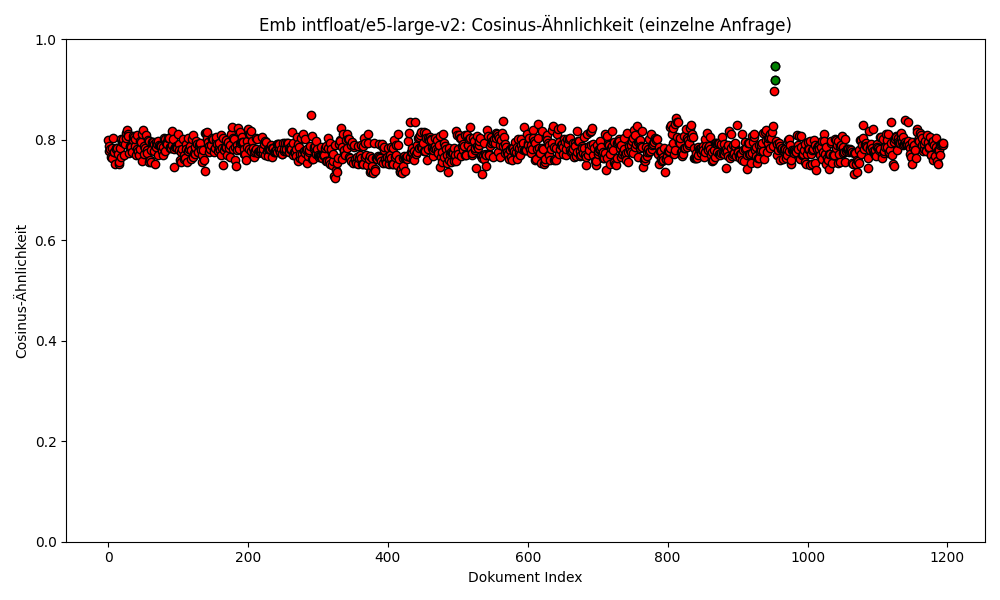 Emb intfloat/e5-large-v2: Cosinus-Ähnlichkeit (einzelne Anfrage)
1.0
0.8
0.6
0.4
0.2
0.0
Cosinus-Ähnlichkeit
0 200 400 600 800 1000 1200
Dokument Index